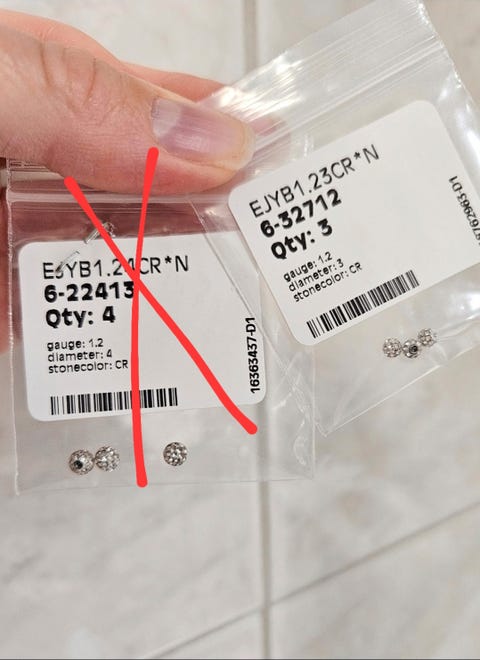 EJYB1.24CR*N
6-22413
Qty: 4
gauge: 1.2
diameter: 4
stonecolor: CR
16363437-D1
EJYB1.23CR*N
6-32712
Qty: 3
gauge: 1.2
diameter: 3
stonecolor: CR